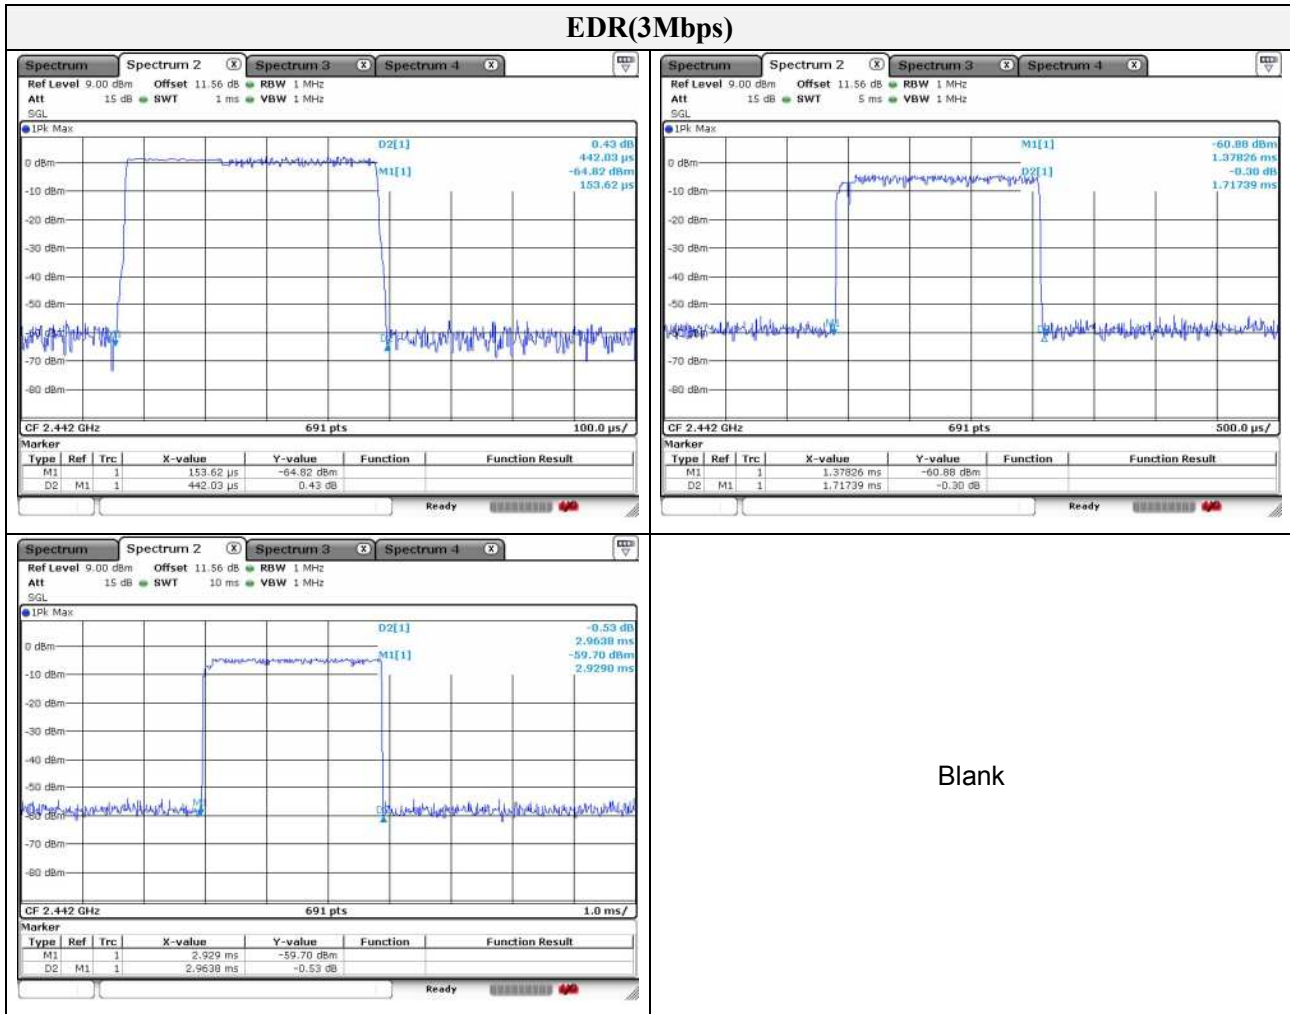 EDR(3Mbps)
Spectrum Spectrum 2 X Spectrum 3 X Spectrum 4 X
Ref Level 9.00 dBm Offset 11.56 dB RBW 1 MHz
Att 15 dB SWT 1 ms VBW 1 MHz
SGL
1Pk Max
D2[1] 0.43 dB
442.03 µs
0 dBm
M1[1] -64.82 dBm
153.62 µs
-10 dBm
-20 dBm
-30 dBm
-40 dBm
-50 dBm
-70 dBm
-80 dBm
CF 2.442 GHz 691 pts 100.0 µs/
Marker
Type Ref Trc X-value Y-value Function Function Result
M1 1 153.62 µs -64.82 dBm
D2 M1 1 442.03 µs 0.43 dB
Ready
Spectrum Spectrum 2 X Spectrum 3 X Spectrum 4 X
Ref Level 9.00 dBm Offset 11.56 dB RBW 1 MHz
Att 15 dB SWT 5 ms VBW 1 MHz
SGL
1Pk Max
M1[1] -60.88 dBm
1.37826 ms
0 dBm
D2[1] -0.30 dB
1.71739 ms
-10 dBm
-20 dBm
-30 dBm
-40 dBm
-50 dBm
-70 dBm
-80 dBm
CF 2.442 GHz 691 pts 500.0 µs/
Marker
Type Ref Trc X-value Y-value Function Function Result
M1 1 1.37826 ms -60.88 dBm
D2 M1 1 1.71739 ms -0.30 dB
Ready
Spectrum Spectrum 2 X Spectrum 3 X Spectrum 4 X
Ref Level 9.00 dBm Offset 11.56 dB RBW 1 MHz
Att 15 dB SWT 10 ms VBW 1 MHz
SGL
1Pk Max
D2[1] -0.53 dB
2.9638 ms
0 dBm
M1[1] -59.70 dBm
2.9290 ms
-10 dBm
-20 dBm
-30 dBm
-40 dBm
-50 dBm
-60 dBm
-70 dBm
-80 dBm
CF 2.442 GHz 691 pts 1.0 ms/
Marker
Type Ref Trc X-value Y-value Function Function Result
M1 1 2.929 ms -59.70 dBm
D2 M1 1 2.9638 ms -0.53 dB
Ready
Blank